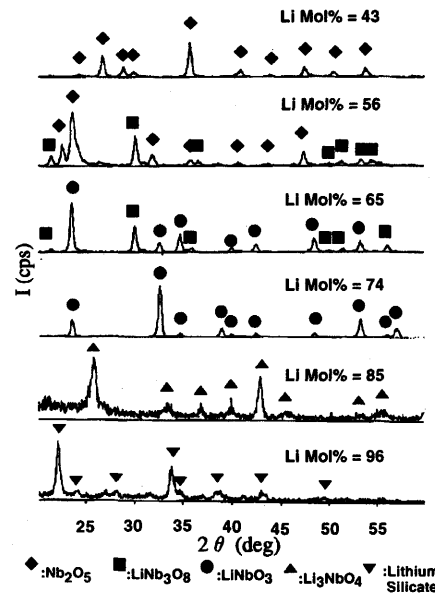 Li Mol% = 43
Li Mol% = 56
Li Mol% = 65
Li Mol% = 74
Li Mol% = 85
Li Mol% = 96
I (cps)
25 30 35 40 45 50 55
2 θ (deg)
◆ :Nb₂O₅ ■ :LiNb₃O₈ ● :LiNbO₃ ▲ :Li₃NbO₄ ▼ :Lithium
Silicate